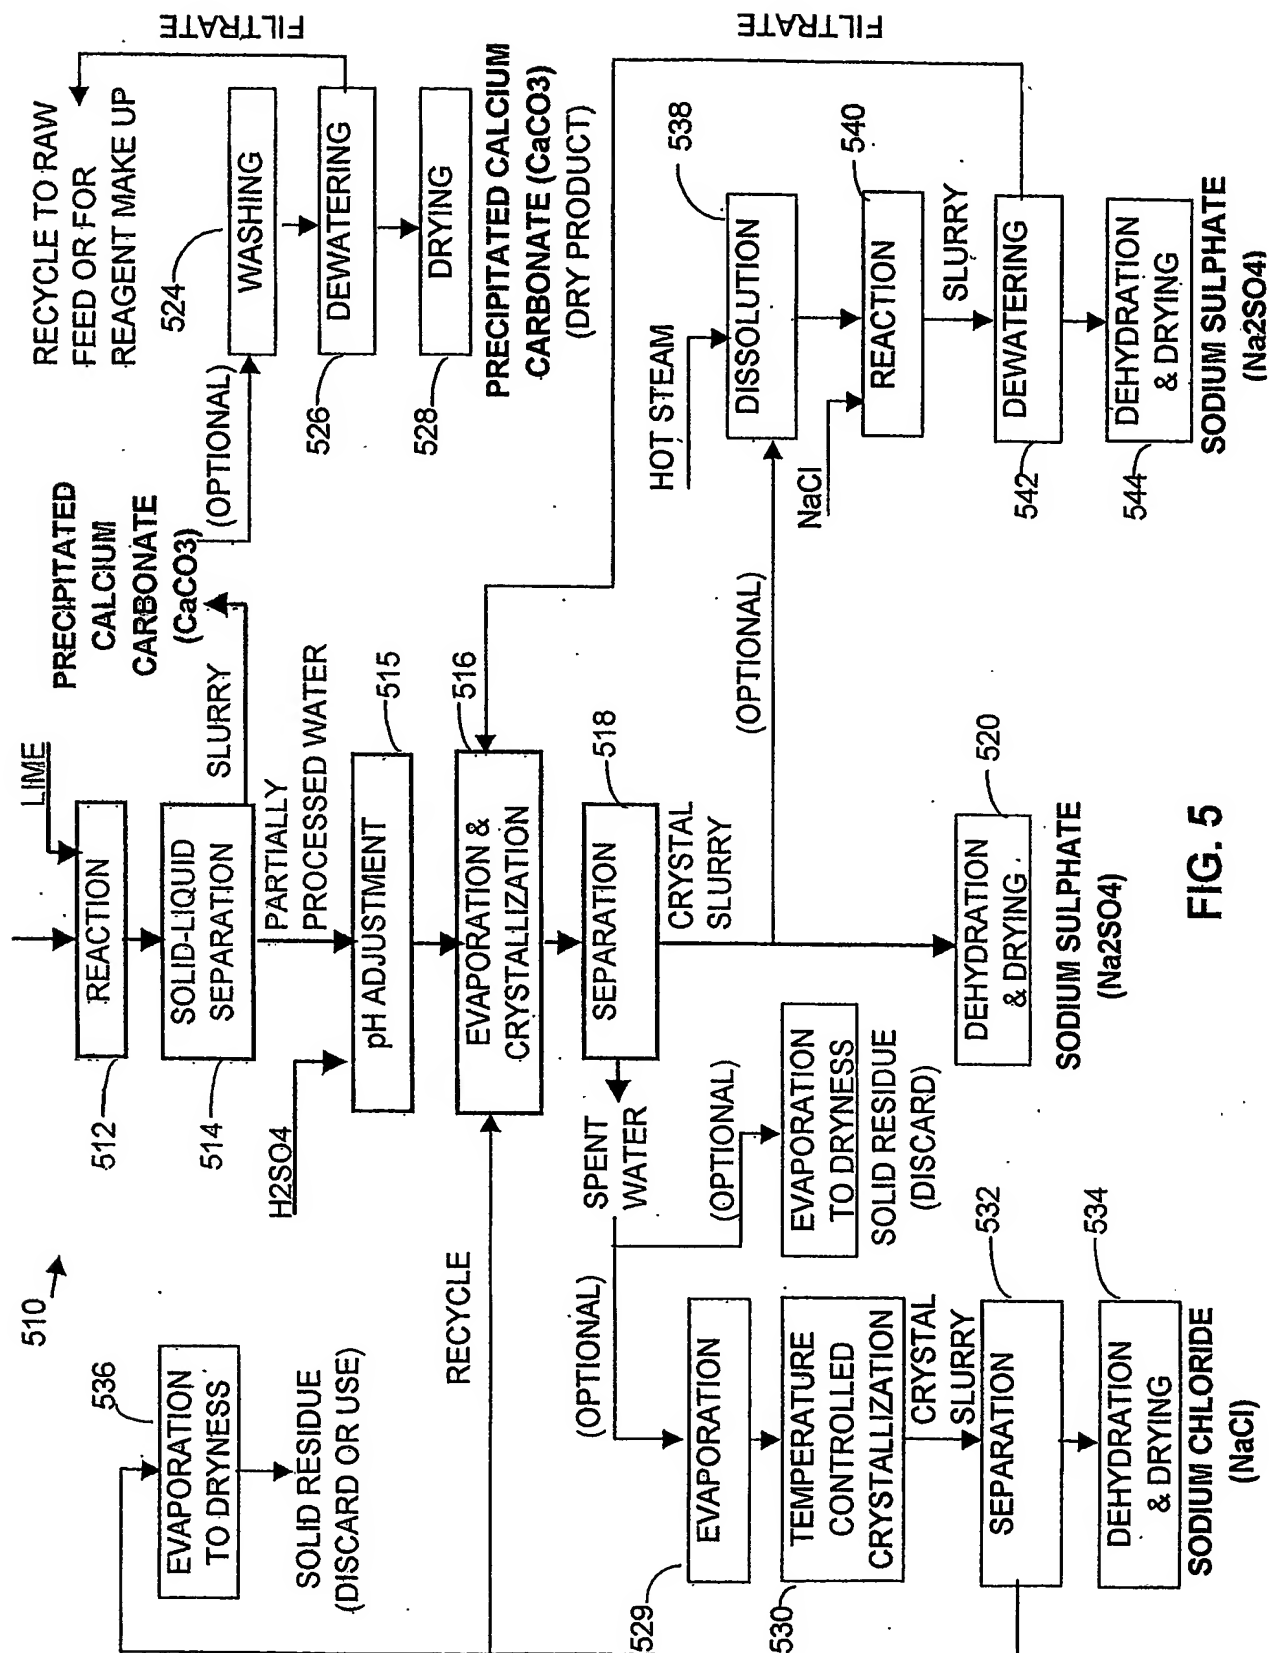 510
LIME
REACTION
512
SOLID-LIQUID
SEPARATION
514
SLURRY
PRECIPITATED
CALCIUM
CARBONATE
(CaCO3)
(OPTIONAL)
RECYCLE TO RAW
FEED OR FOR
REAGENT MAKE UP
FILTRATE
524
WASHING
DEWATERING
526
DRYING
528
PRECIPITATED CALCIUM
CARBONATE (CaCO3)
(DRY PRODUCT)
PARTIALLY
PROCESSED WATER
H2SO4
pH ADJUSTMENT
515
EVAPORATION &
CRYSTALLIZATION
516
RECYCLE
536
EVAPORATION
TO DRYNESS
SOLID RESIDUE
(DISCARD OR USE)
SEPARATION
518
SPENT
WATER
CRYSTAL
SLURRY
(OPTIONAL)
(OPTIONAL)
(OPTIONAL)
EVAPORATION
TO DRYNESS
SOLID RESIDUE
(DISCARD)
529
EVAPORATION
530
TEMPERATURE
CONTROLLED
CRYSTALLIZATION
CRYSTAL
SLURRY
SEPARATION
532
DEHYDRATION
& DRYING
534
SODIUM CHLORIDE
(NaCl)
DEHYDRATION
& DRYING
520
SODIUM SULPHATE
(Na2SO4)
HOT STEAM
DISSOLUTION
538
NaCl
REACTION
540
SLURRY
DEWATERING
542
FILTRATE
DEHYDRATION
& DRYING
544
SODIUM SULPHATE
(Na2SO4)
FIG. 5